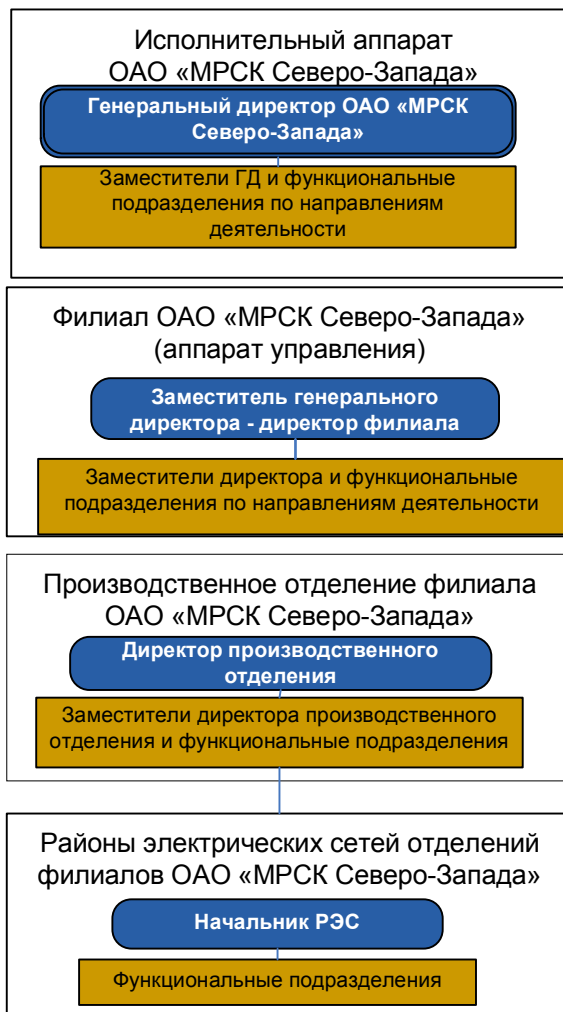 Исполнительный аппарат
ОАО «МРСК Северо-Запада»
Генеральный директор ОАО «МРСК
Северо-Запада»
Заместители ГД и функциональные
подразделения по направлениям
деятельности
Филиал ОАО «МРСК Северо-Запада»
(аппарат управления)
Заместитель генерального
директора - директор филиала
Заместители директора и функциональные
подразделения по направлениям деятельности
Производственное отделение филиала
ОАО «МРСК Северо-Запада»
Директор производственного
отделения
Заместители директора производственного
отделения и функциональные подразделения
Районы электрических сетей отделений
филиалов ОАО «МРСК Северо-Запада»
Начальник РЭС
Функциональные подразделения